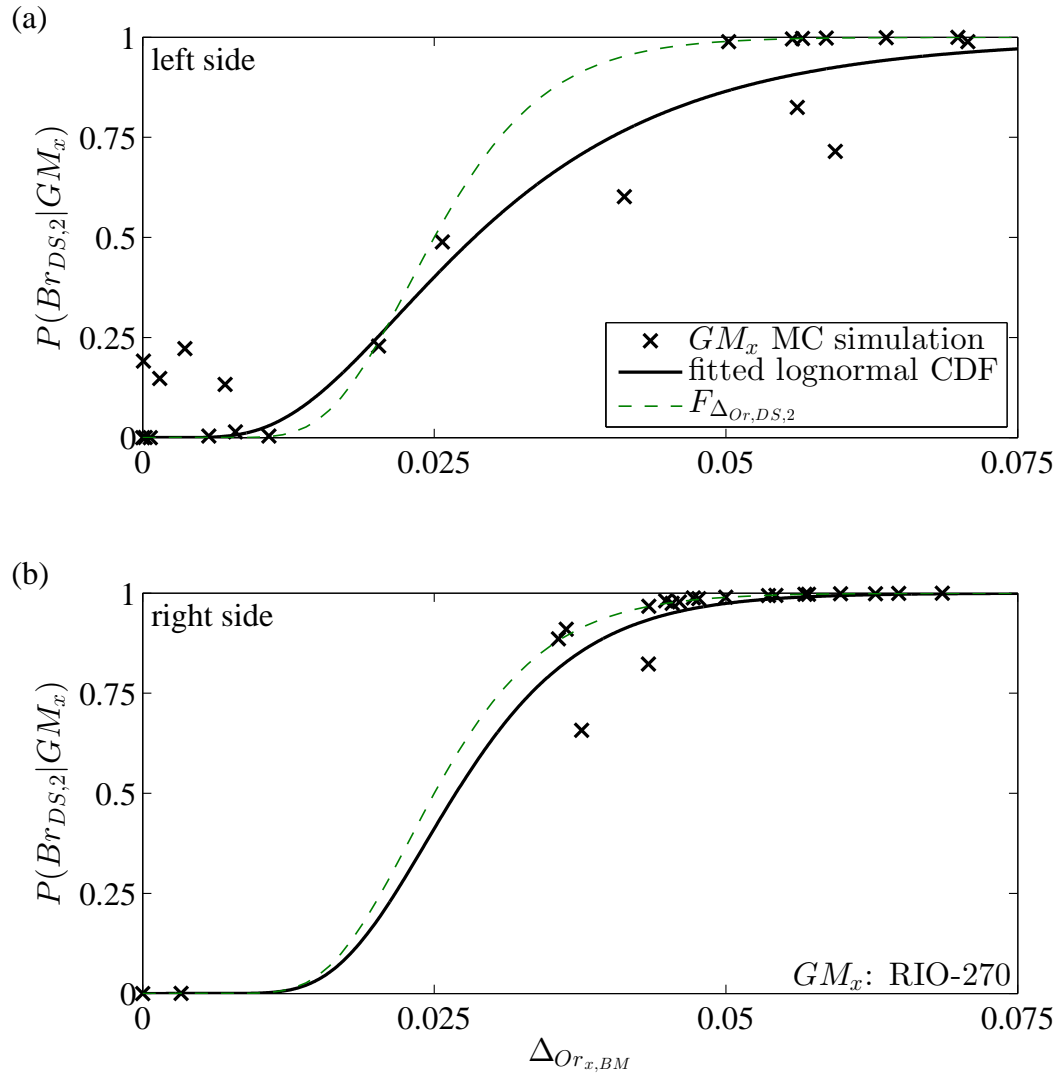 (a)
left side
P(Br_{DS,2}|GM_x)
1
0.75
0.5
0.25
0
GM_x MC simulation
fitted lognormal CDF
F_{Δ_{Or,DS,2}}
0 0.025 0.05 0.075
(b)
right side
P(Br_{DS,2}|GM_x)
1
0.75
0.5
0.25
0
GM_x: RIO-270
0 0.025 0.05 0.075
Δ_{Or_{x,BM}}